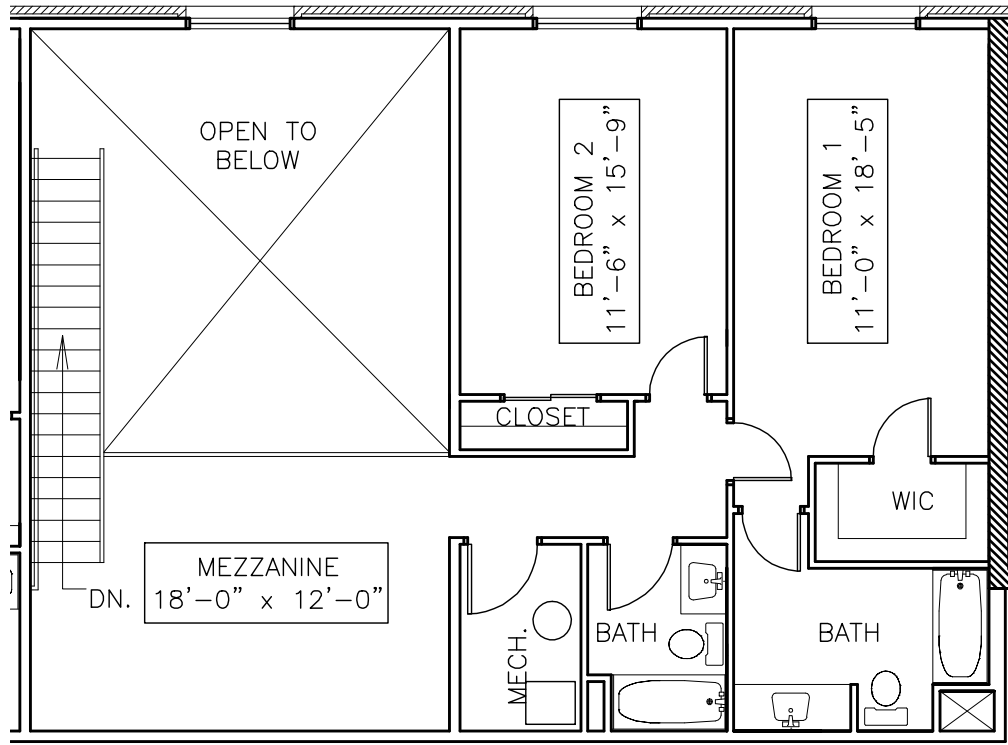 OPEN TO
BELOW
BEDROOM 2
11'-6" x 15'-9"
BEDROOM 1
11'-0" x 18'-5"
CLOSET
WIC
MEZZANINE
18'-0" x 12'-0"
DN.
MECH.
BATH
BATH